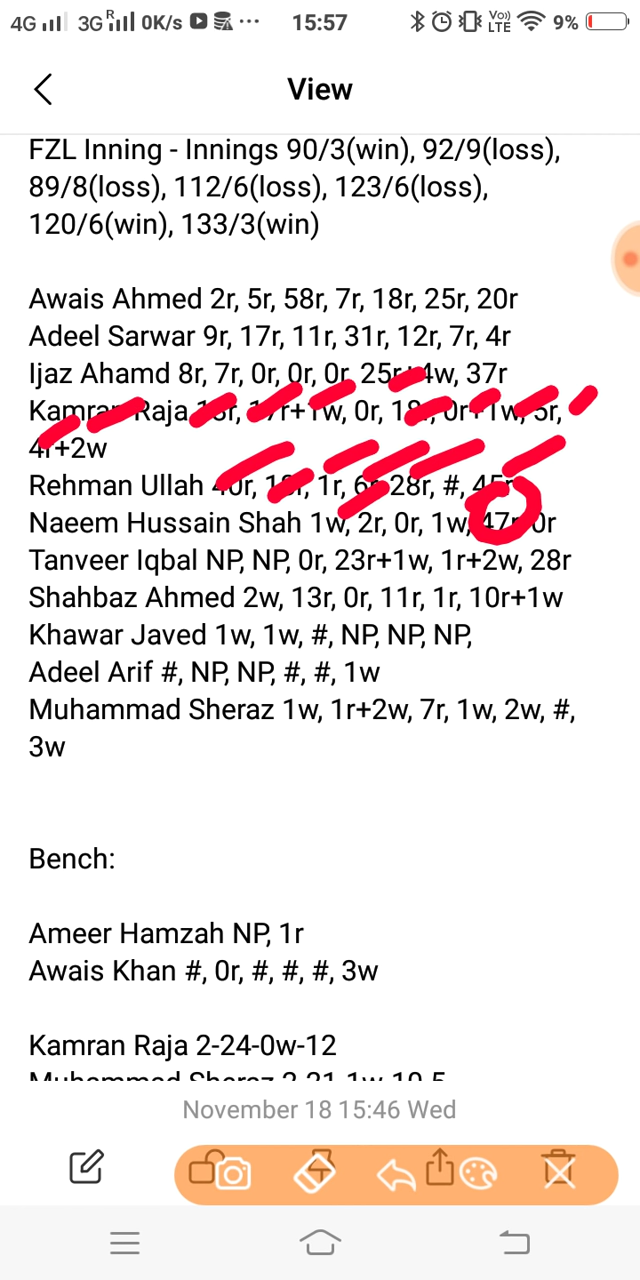 4G 3G R 0K/s ... 15:57 Vo) LTE 9%
View
FZL Inning - Innings 90/3(win), 92/9(loss),
89/8(loss), 112/6(loss), 123/6(loss),
120/6(win), 133/3(win)
Awais Ahmed 2r, 5r, 58r, 7r, 18r, 25r, 20r
Adeel Sarwar 9r, 17r, 11r, 31r, 12r, 7r, 4r
Ijaz Ahamd 8r, 7r, 0r, 0r, 0r, 25r+4w, 37r
Kamran Raja 0r, 0r+1w, 5r,
4r+2w
Rehman Ullah 1r, 28r, #,
Naeem Hussain Shah 1w, 2r, 0r, 1w, 47r, 0r
Tanveer Iqbal NP, NP, 0r, 23r+1w, 1r+2w, 28r
Shahbaz Ahmed 2w, 13r, 0r, 11r, 1r, 10r+1w
Khawar Javed 1w, 1w, #, NP, NP, NP,
Adeel Arif #, NP, NP, #, #, 1w
Muhammad Sheraz 1w, 1r+2w, 7r, 1w, 2w, #,
3w
Bench:
Ameer Hamzah NP, 1r
Awais Khan #, 0r, #, #, #, 3w
Kamran Raja 2-24-0w-12
November 18 15:46 Wed